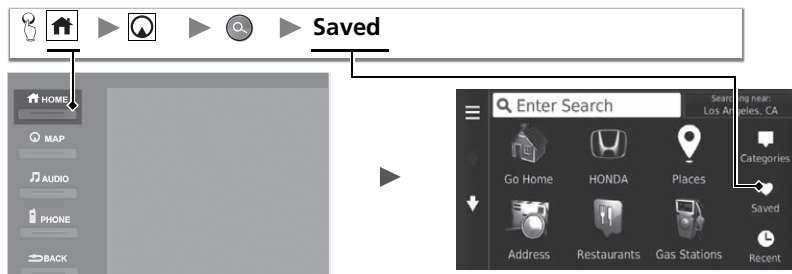 Saved
HOME
MAP
AUDIO
PHONE
BACK
Enter Search
Searching near:
Los Angeles, CA
Categories
Go Home
HONDA
Places
Saved
Address
Restaurants
Gas Stations
Recent